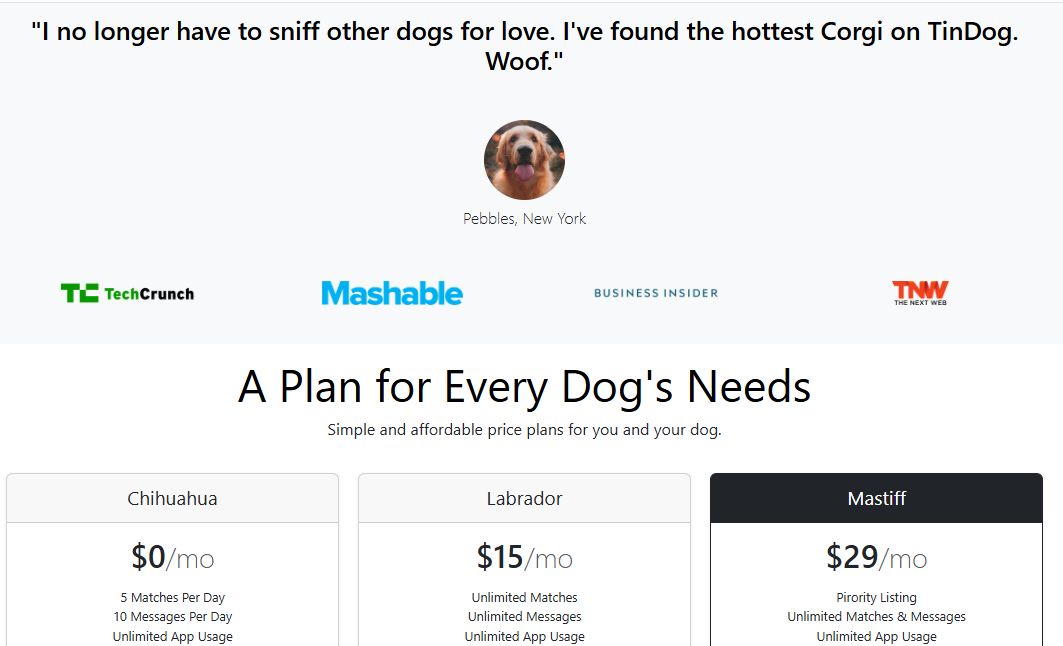 "I no longer have to sniff other dogs for love. I've found the hottest Corgi on TinDog.
Woof."
Pebbles, New York
TC TechCrunch
Mashable
BUSINESS INSIDER
TNW
THE NEXT WEB
A Plan for Every Dog's Needs
Simple and affordable price plans for you and your dog.
Chihuahua
$0/mo
5 Matches Per Day
10 Messages Per Day
Unlimited App Usage
Labrador
$15/mo
Unlimited Matches
Unlimited Messages
Unlimited App Usage
Mastiff
$29/mo
Pirority Listing
Unlimited Matches & Messages
Unlimited App Usage